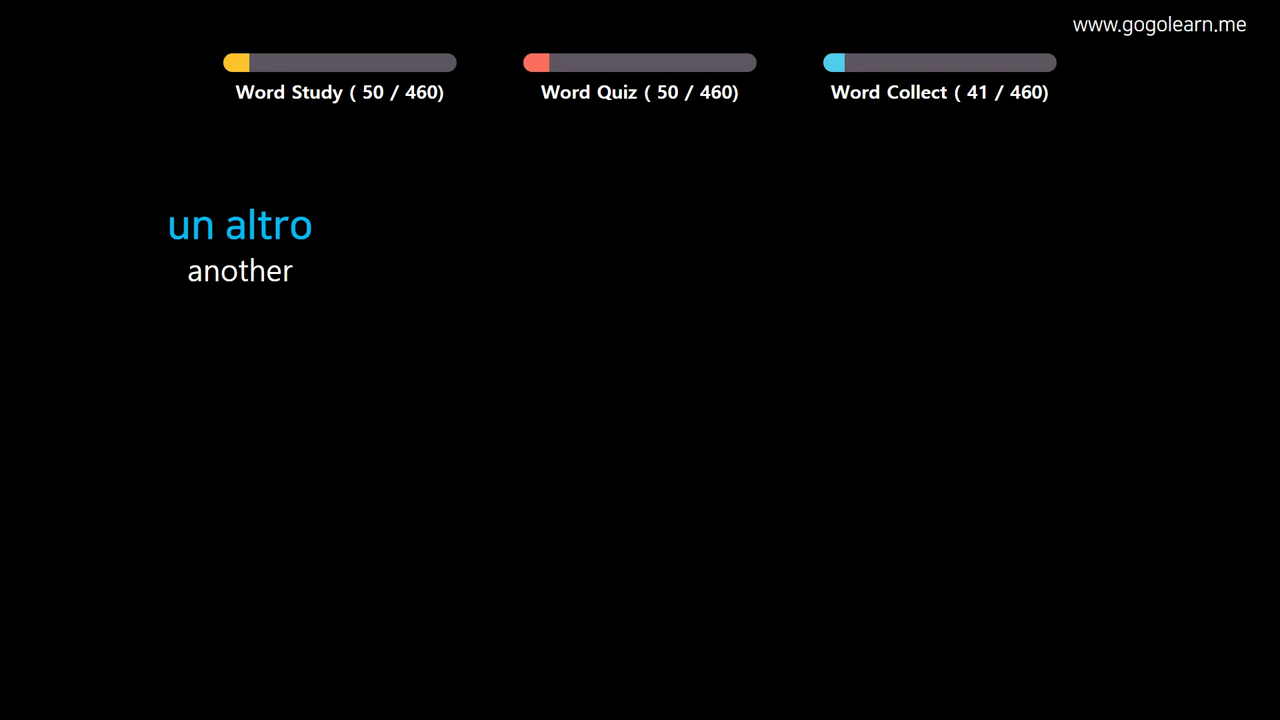 www.gogolearn.me
Word Study ( 50 / 460)
Word Quiz ( 50 / 460)
Word Collect ( 41 / 460)
un altro
another